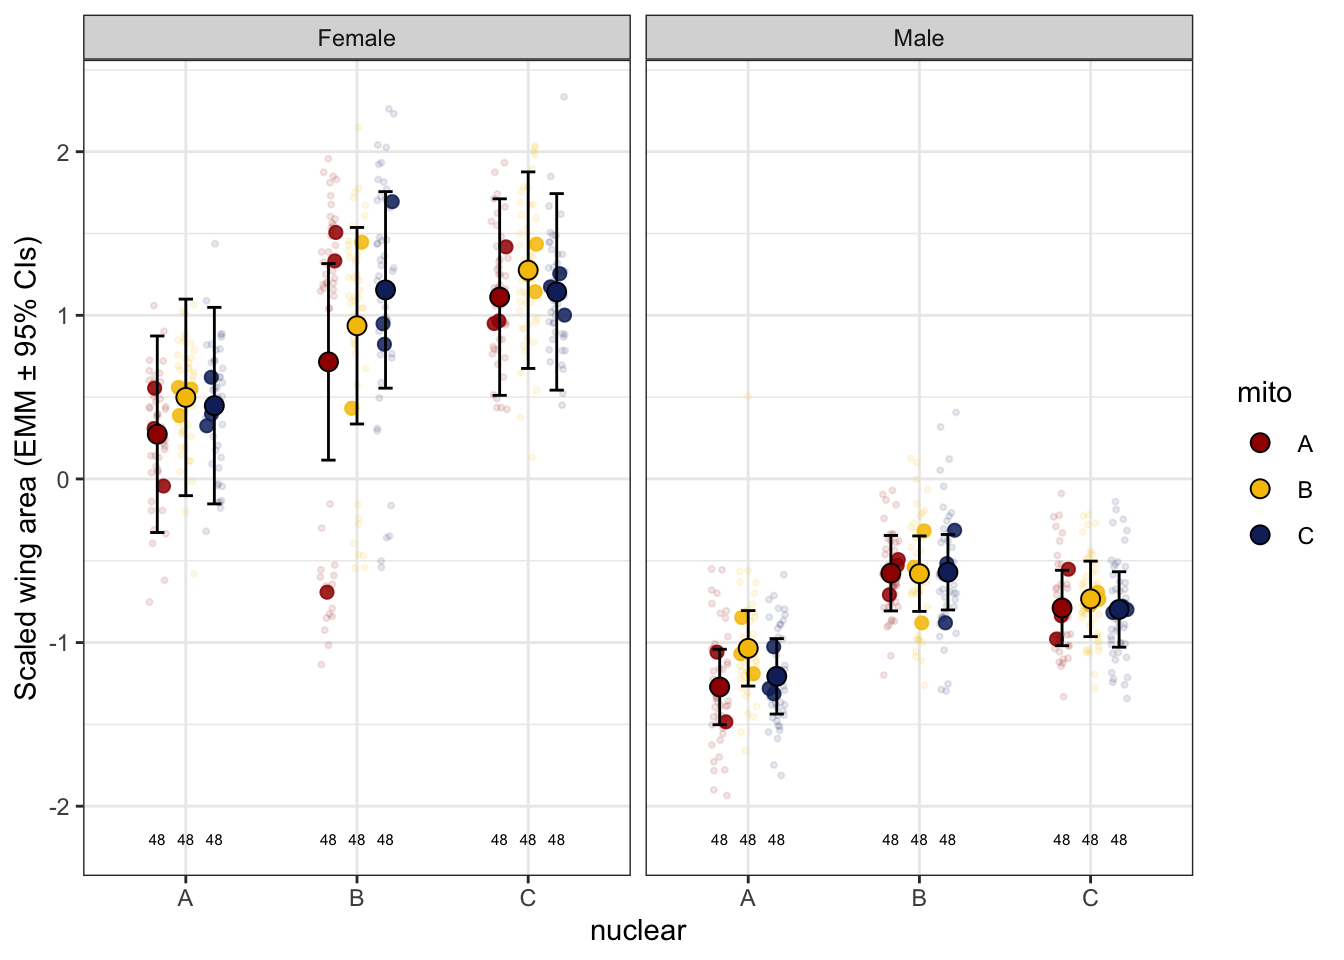 Female
Male
Scaled wing area (EMM ± 95% CIs)
2
1
0
-1
-2
48 48 48 48 48 48 48 48 48
48 48 48 48 48 48 48 48 48
A B C
A B C
nuclear
mito
A
B
C